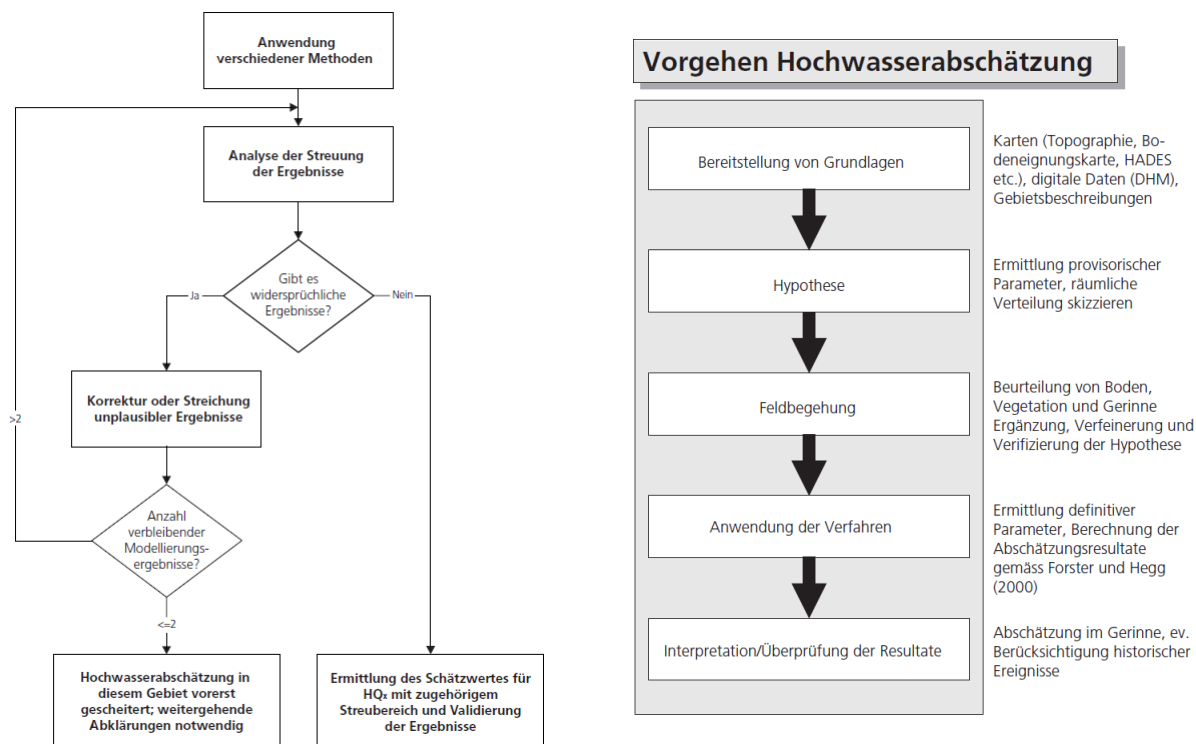 Anwendung
verschiedener Methoden
Analyse der Streuung
der Ergebnisse
Gibt es
widersprüchliche
Ergebnisse?
Ja
Nein
Korrektur oder Streichung
unplausibler Ergebnisse
>2
Anzahl
verbleibender
Modellierungs-
ergebnisse?
<=2
Hochwasserabschätzung in
diesem Gebiet vorerst
gescheitert; weitergehende
Abklärungen notwendig
Ermittlung des Schätzwertes für
HQx mit zugehörigem
Streubereich und Validierung
der Ergebnisse
Vorgehen Hochwasserabschätzung
Bereitstellung von Grundlagen
Karten (Topographie, Bo-
deneignungskarte, HADES
etc.), digitale Daten (DHM),
Gebietsbeschreibungen
Hypothese
Ermittlung provisorischer
Parameter, räumliche
Verteilung skizzieren
Feldbegehung
Beurteilung von Boden,
Vegetation und Gerinne
Ergänzung, Verfeinerung und
Verifizierung der Hypothese
Anwendung der Verfahren
Ermittlung definitiver
Parameter, Berechnung der
Abschätzungsresultate
gemäss Forster und Hegg
(2000)
Interpretation/Überprüfung der Resultate
Abschätzung im Gerinne, ev.
Berücksichtigung historischer
Ereignisse